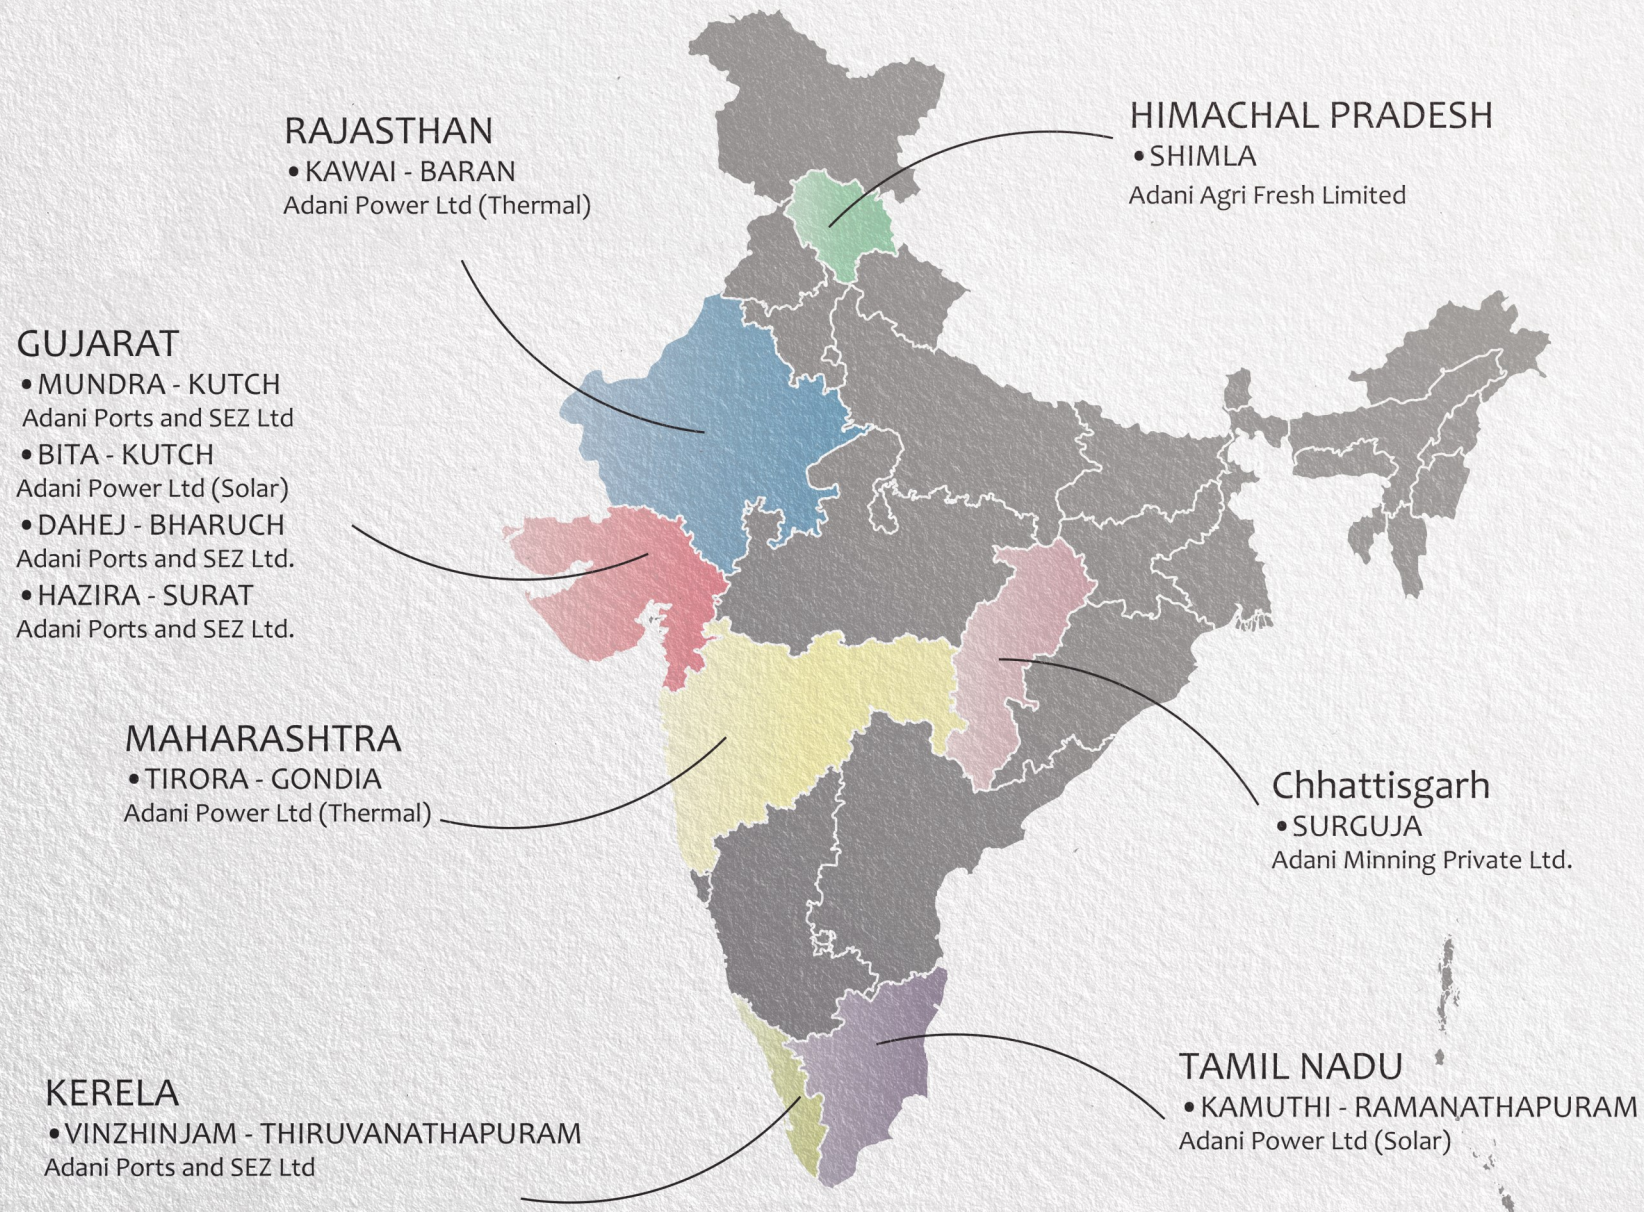 RAJASTHAN
•KAWAI - BARAN
Adani Power Ltd (Thermal)
HIMACHAL PRADESH
•SHIMLA
Adani Agri Fresh Limited
GUJARAT
•MUNDRA - KUTCH
Adani Ports and SEZ Ltd
•BITA - KUTCH
Adani Power Ltd (Solar)
•DAHEJ - BHARUCH
Adani Ports and SEZ Ltd.
•HAZIRA - SURAT
Adani Ports and SEZ Ltd.
MAHARASHTRA
•TIRORA - GONDIA
Adani Power Ltd (Thermal)
Chhattisgarh
•SURGUJA
Adani Minning Private Ltd.
KERELA
•VINZHINJAM - THIRUVANATHAPURAM
Adani Ports and SEZ Ltd
TAMIL NADU
•KAMUTHI - RAMANATHAPURAM
Adani Power Ltd (Solar)